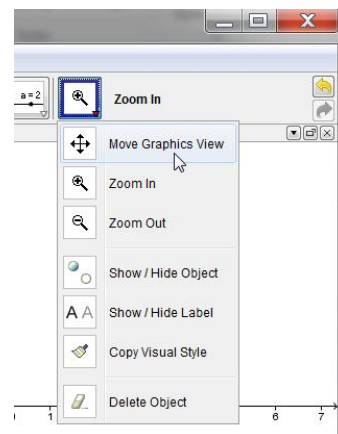 a = 2
Zoom In
Move Graphics View
Zoom In
Zoom Out
Show / Hide Object
A A
Show / Hide Label
Copy Visual Style
Delete Object
1
6
7